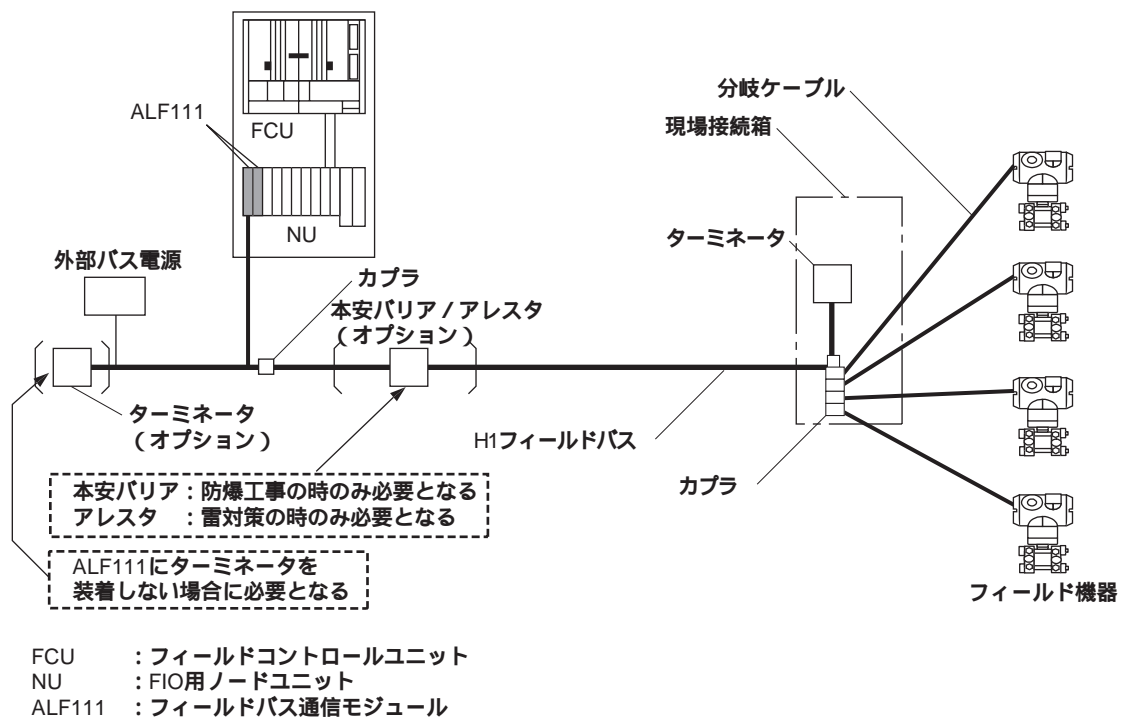 ALF111
FCU
NU
分岐ケーブル
現場接続箱
ターミネータ
外部バス電源
カプラ
本安バリア / アレスタ
（オプション）
ターミネータ
（オプション）
H1フィールドバス
カプラ
本安バリア：防爆工事の時のみ必要となる
アレスタ　：雷対策の時のみ必要となる
ALF111にターミネータを
装着しない場合に必要となる
フィールド機器
FCU　：フィールドコントロールユニット
NU　：FIO用ノードユニット
ALF111　：フィールドバス通信モジュール